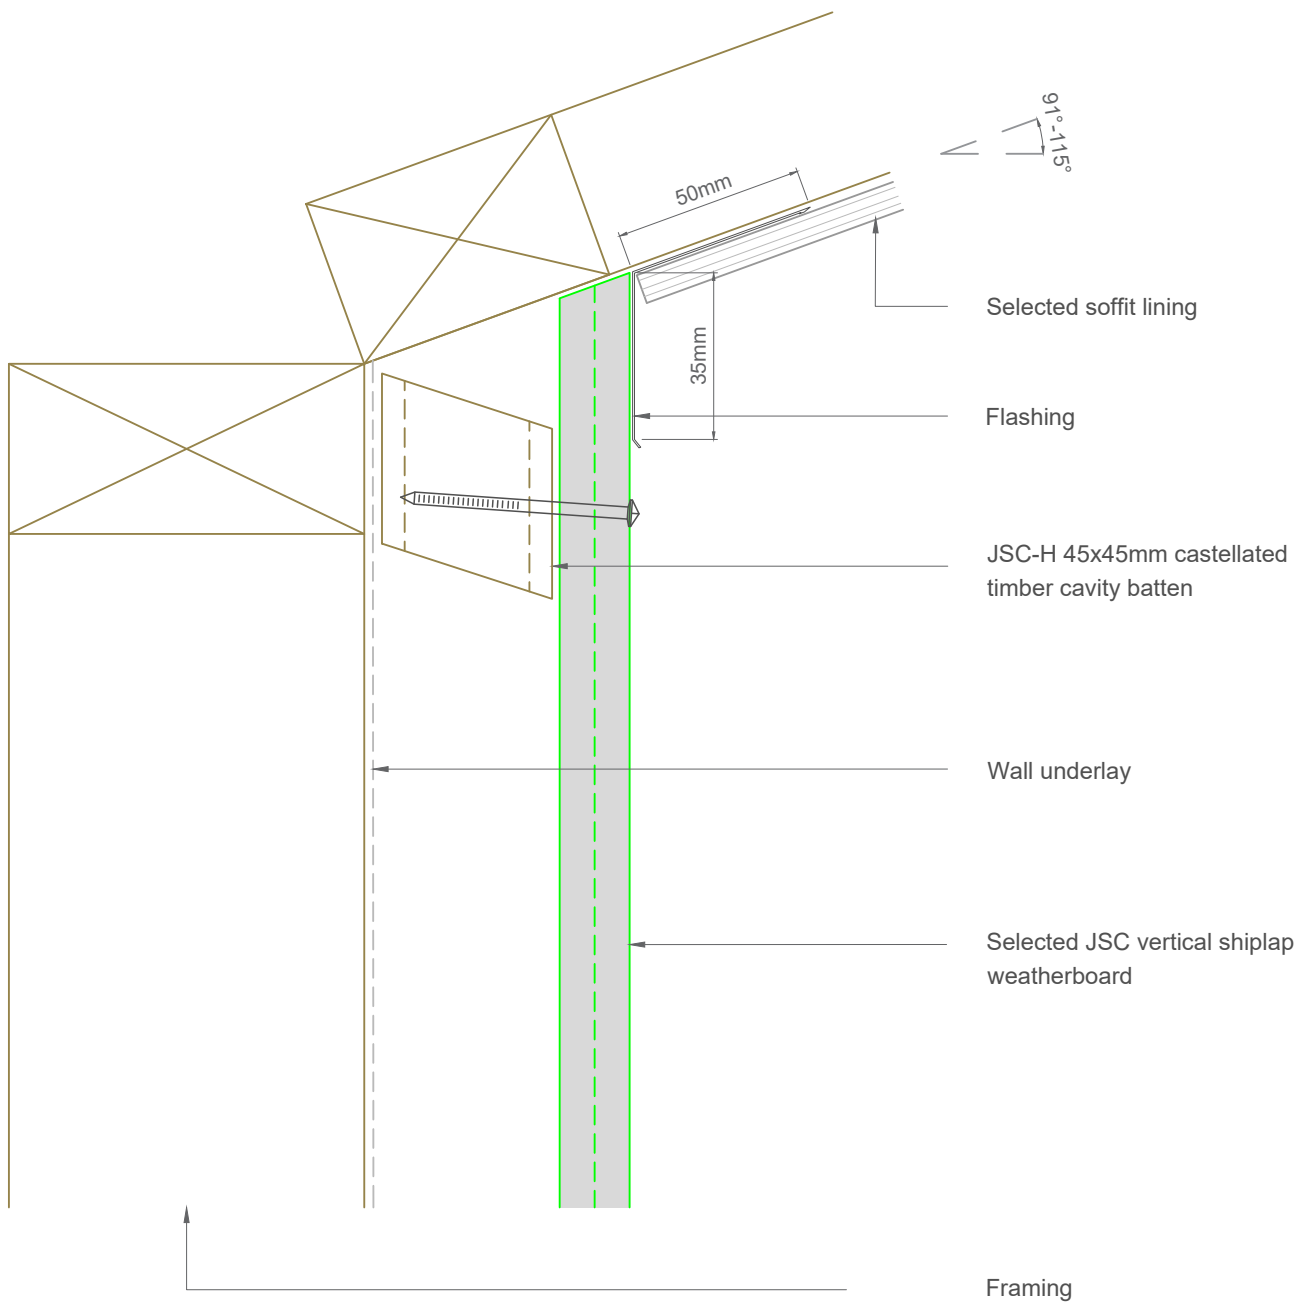 91°-115°
50mm
Selected soffit lining
35mm
Flashing
JSC-H 45x45mm castellated
timber cavity batten
Wall underlay
Selected JSC vertical shiplap
weatherboard
Framing